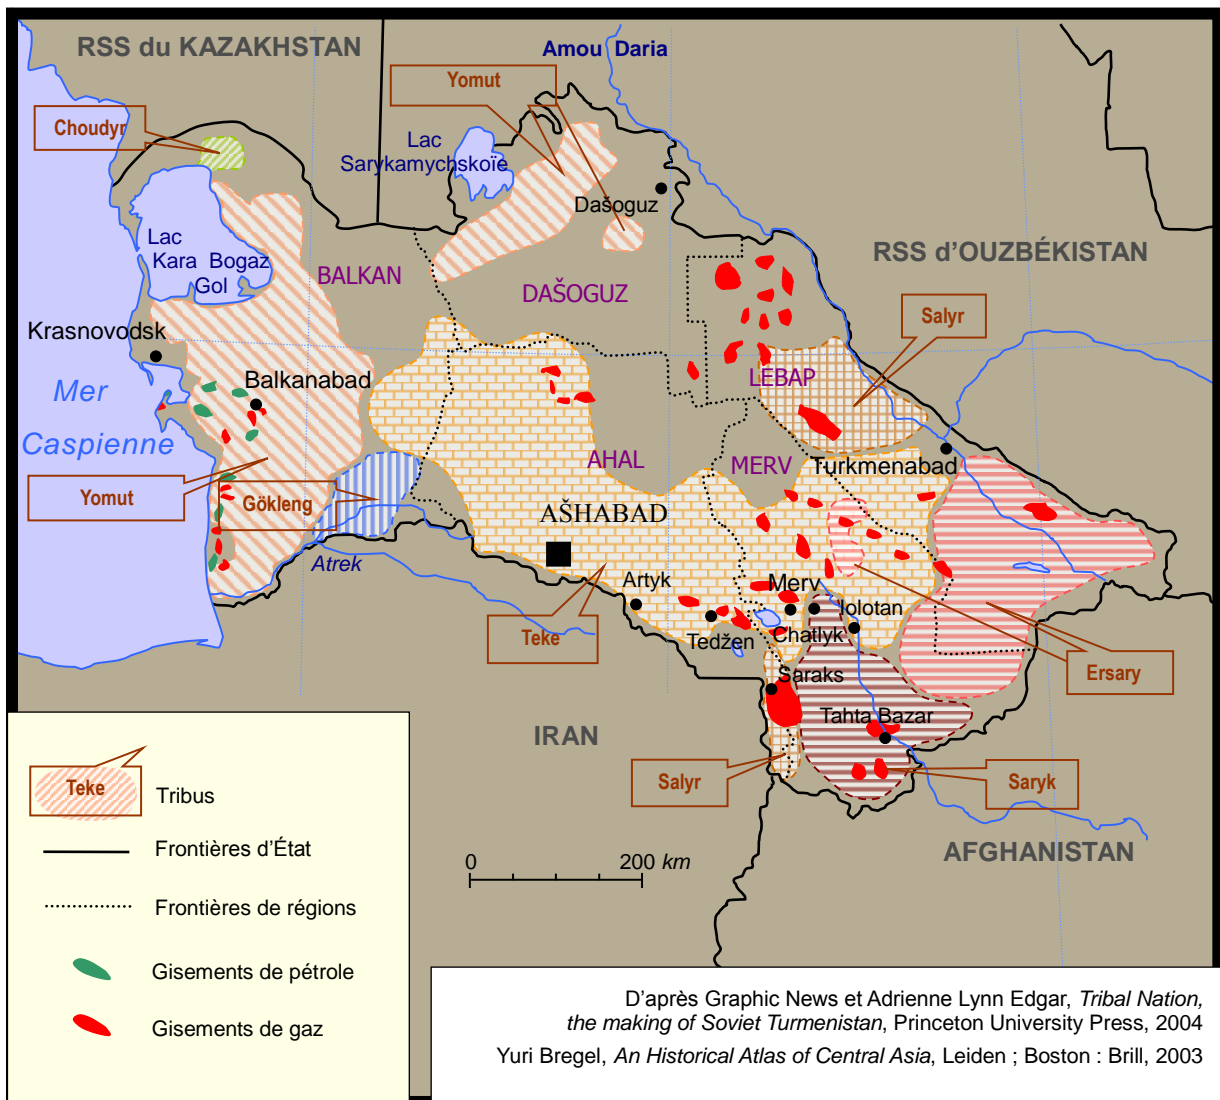 RSS du KAZAKHSTAN
Amou Daria
Yomut
Choudyr
Lac
Sarykamychskoïe
Dašoguz
Lac
Kara Bogaz
Gol
BALKAN
DAŠOGUZ
RSS d'OUZBÉKISTAN
Salyr
Krasnovodsk
Balkanabad
LEBAP
Mer
Caspienne
AHAL
MERV
Turkmenabad
Yomut
Gökleng
AŠHABAD
Atrek
Artyk
Merv
Iolotan
Teke
Tedžen
Chatlyk
Ersary
Saraks
Tahta Bazar
IRAN
Salyr
Saryk
AFGHANISTAN
Teke
Tribus
Frontières d'État
Frontières de régions
Gisements de pétrole
Gisements de gaz
0 200 km
D'après Graphic News et Adrienne Lynn Edgar, Tribal Nation,
the making of Soviet Turmenistan, Princeton University Press, 2004
Yuri Bregel, An Historical Atlas of Central Asia, Leiden ; Boston : Brill, 2003